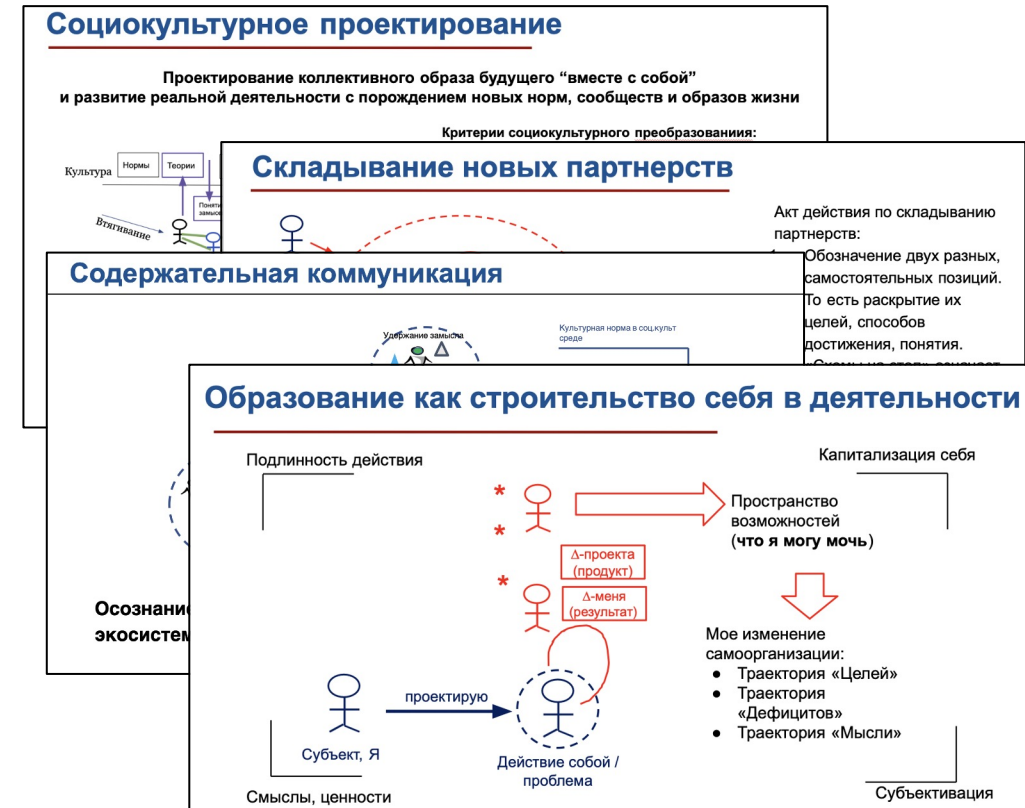 Социокультурное проектирование
Проектирование коллективного образа будущего “вместе с собой”
и развитие реальной деятельности с порождением новых норм, сообществ и образов жизни
Критерии социокультурного преобразованиия:
Культура
Нормы
Теории
Втягивание
Складывание новых партнерств
Акт действия по складыванию
партнерств:
Обозначение двух разных,
самостоятельных позиций.
То есть раскрытие их
целей, способов
достижения, понятия.
Содержательная коммуникация
Удержание замысла
Культурная норма в соц.культ
среде
Образование как строительство себя в деятельности
Подлинность действия
Капитализация себя
*
*
*
Пространство
возможностей
(что я могу мочь)
Δ-проекта
(продукт)
Δ-меня
(результат)
Мое изменение
самоорганизации:
● Траектория «Целей»
● Траектория
«Дефицитов»
● Траектория «Мысли»
проектирую
Субъект, Я
Действие собой /
проблема
Смыслы, ценности
Субъективация